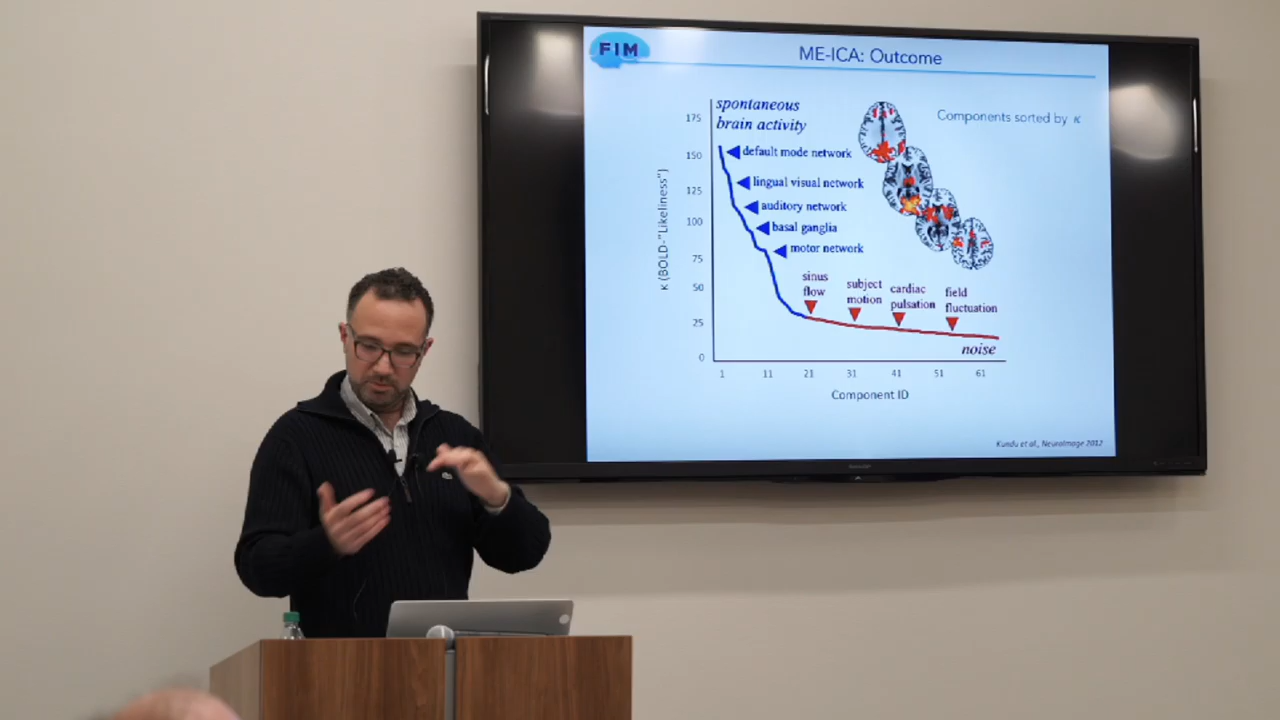 FIM
ME-ICA: Outcome
Components sorted by κ
spontaneous
brain activity
default mode network
lingual visual network
auditory network
basal ganglia
motor network
κ (BOLD-"Likeliness")
175
150
125
100
75
50
25
0
sinus
flow
subject
motion
cardiac
pulsation
field
fluctuation
noise
1 11 21 31 41 51 61
Component ID
Kundu et al., NeuroImage 2012
SHARP